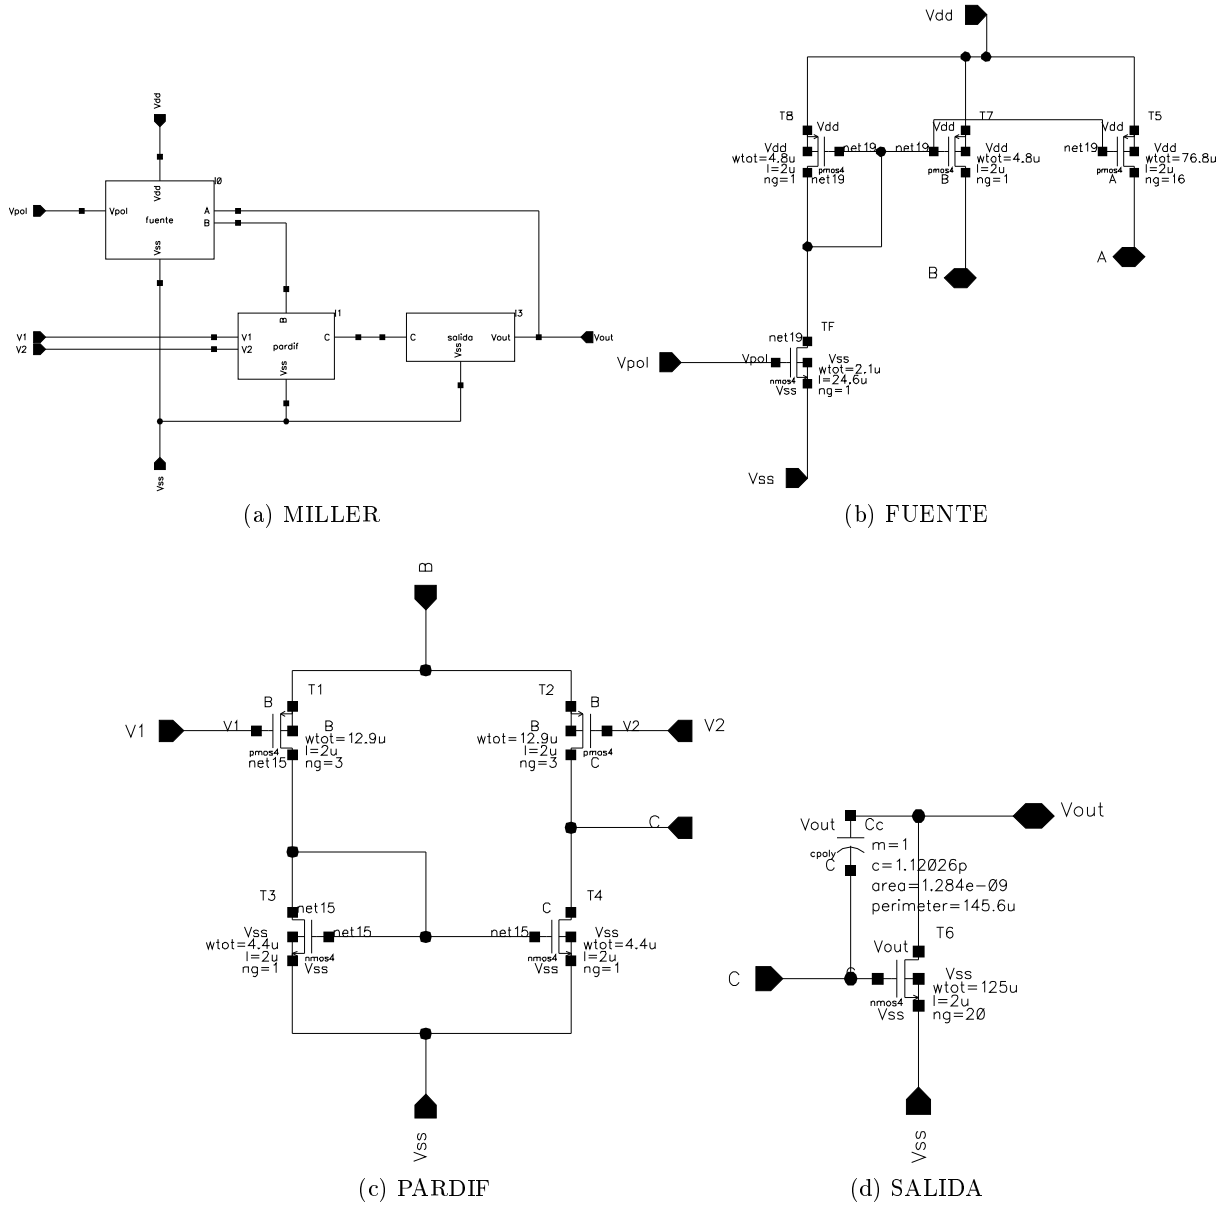 Vdd
I0
Vdd
Vpol
Vpol
fuente
A
B
Vss
I1
I3
B
V1
V1
C
C
salida
Vout
Vout
V2
V2
pardif
Vss
Vss
Vss
(a) MILLER
Vdd
T8
T7
T5
Vdd
Vdd
Vdd
Vdd
net19
net19
Vdd
net19
Vdd
wtot=4.8u
wtot=4.8u
wtot=76.8u
l=2u
pmos4
pmos4
l=2u
pmos4
l=2u
ng=1
net19
B
ng=1
A
ng=16
B
A
TF
net19
Vpol
Vpol
Vss
wtot=2.1u
nmos4
l=24.6u
Vss
ng=1
Vss
(b) FUENTE
B
T1
T2
B
B
V1
V1
B
B
V2
V2
wtot=12.9u
wtot=12.9u
pmos4
l=2u
l=2u
pmos4
net15
ng=3
ng=3
C
C
T3
T4
net15
C
Vss
net15
net15
Vss
wtot=4.4u
wtot=4.4u
l=2u
nmos4
nmos4
l=2u
ng=1
Vss
Vss
ng=1
Vss
(c) PARDIF
Vout
Vout
Cc
m=1
cpoly
C
c=1.12026p
area=1.284e-09
perimeter=145.6u
T6
Vout
C
C
Vss
wtot=125u
nmos4
l=2u
Vss
ng=20
Vss
(d) SALIDA